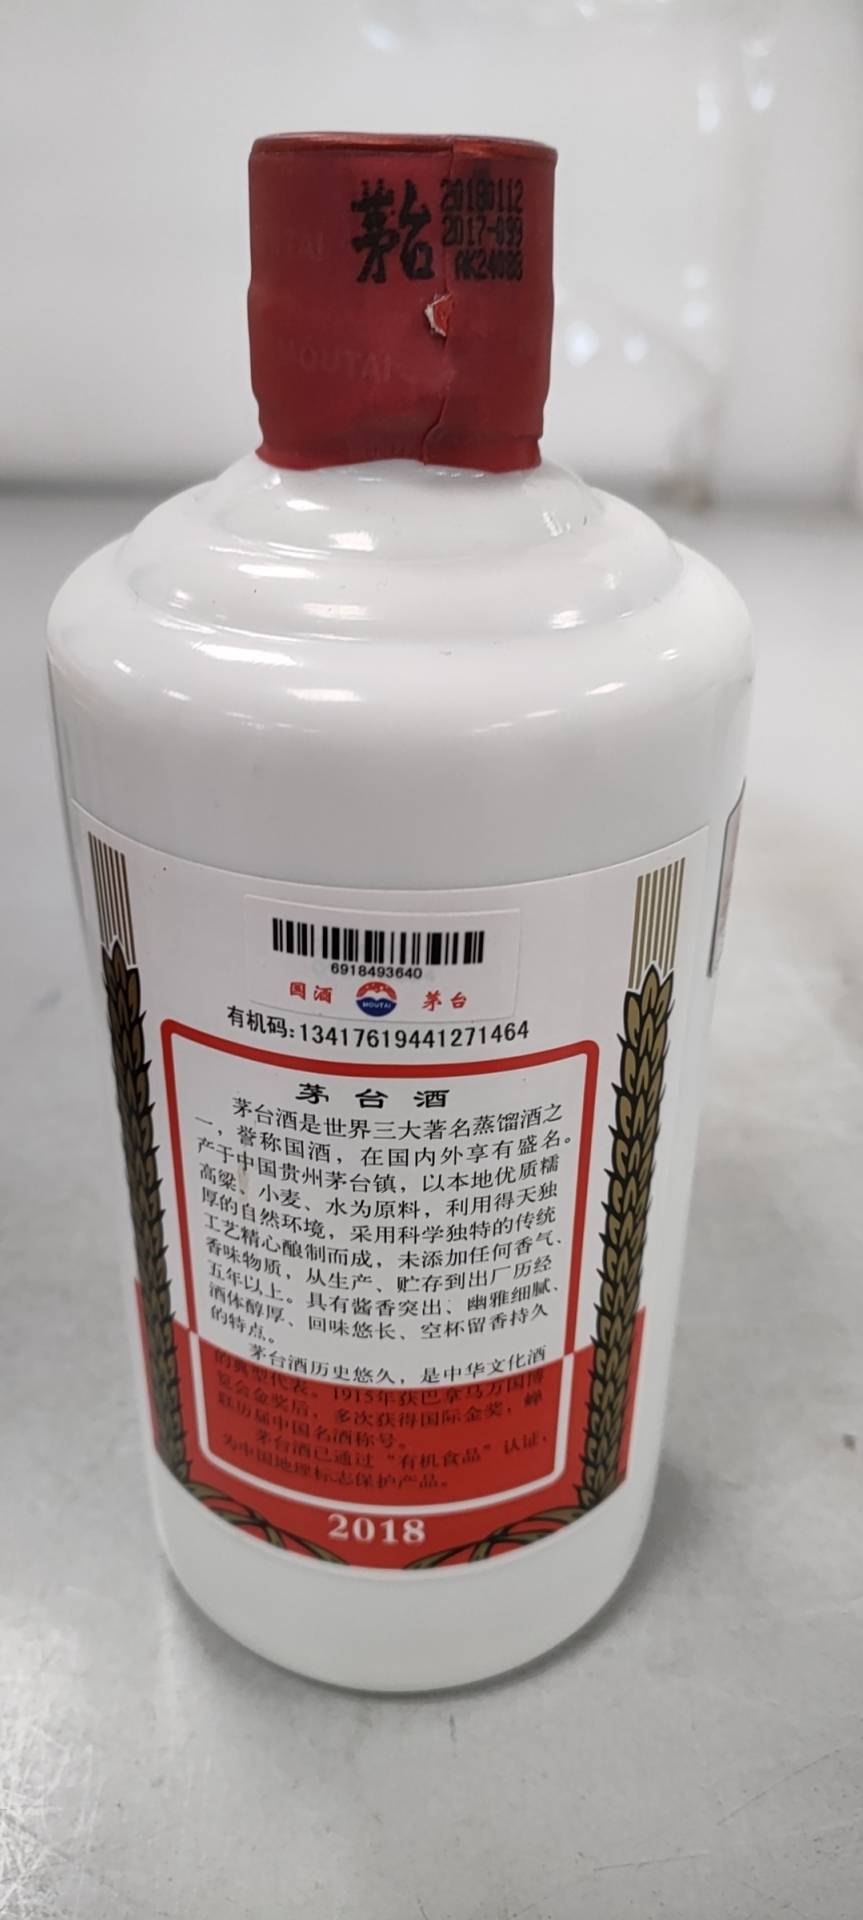 茅台
20180112
2017-099
AK24088
MOUTAI
6918493640
国酒
MOUTAI
茅台
有机码:13417619441271464
茅台酒
茅台酒是世界三大著名蒸馏酒之
一，誉称国酒，在国内外享有盛名。
产于中国贵州茅台镇，以本地优质糯
高粱、小麦、水为原料，利用得天独
厚的自然环境，采用科学独特的传统
工艺精心酿制而成，未添加任何香气、
香味物质，从生产、贮存到出厂历经
五年以上。具有酱香突出、幽雅细腻、
酒体醇厚、回味悠长、空杯留香持久
的特点。
茅台酒历史悠久，是中华文化酒
的典型代表。1915年获巴拿马万国博
览会金奖后，多次获得国际金奖，蝉
联历届中国名酒称号。
茅台酒已通过“有机食品”认证，
为中国地理标志保护产品。
2018